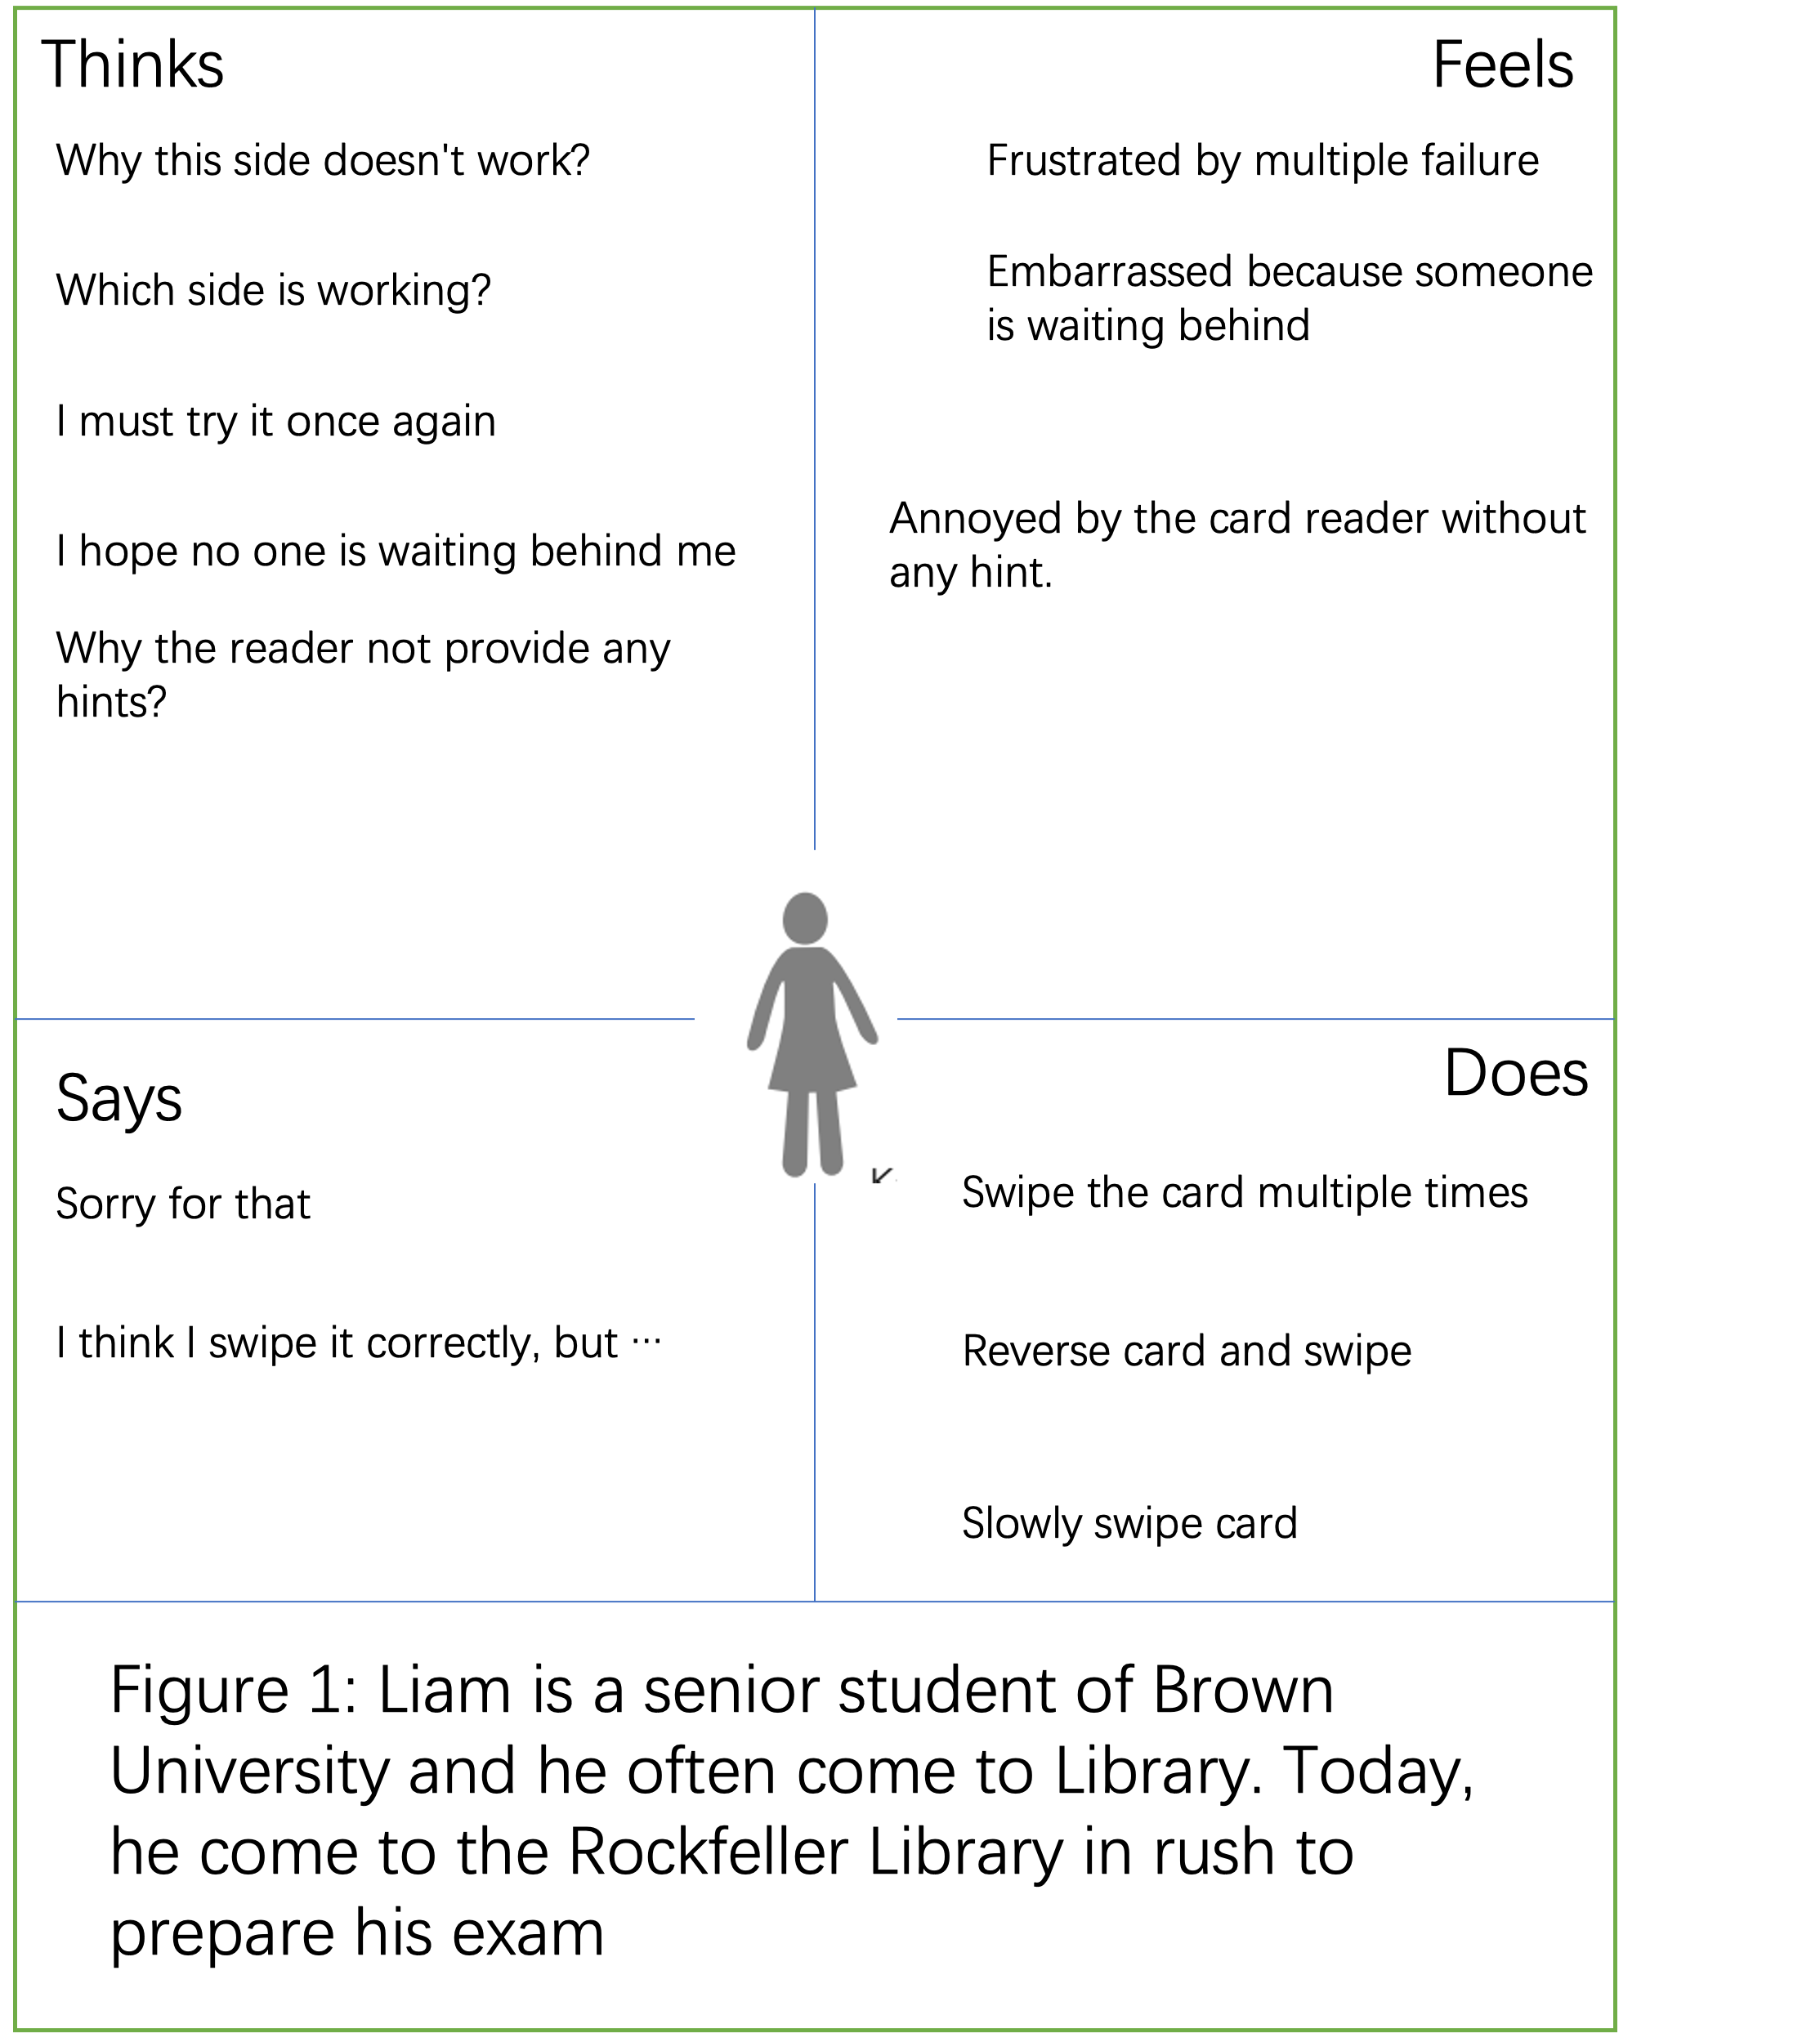 Thinks
Why this side doesn't work?
Which side is working?
I must try it once again
I hope no one is waiting behind me
Why the reader not provide any
hints?
Feels
Frustrated by multiple failure
Embarrassed because someone
is waiting behind
Annoyed by the card reader without
any hint.
Says
Sorry for that
I think I swipe it correctly, but ···
Does
Swipe the card multiple times
Reverse card and swipe
Slowly swipe card
Figure 1: Liam is a senior student of Brown
University and he often come to Library. Today,
he come to the Rockfeller Library in rush to
prepare his exam